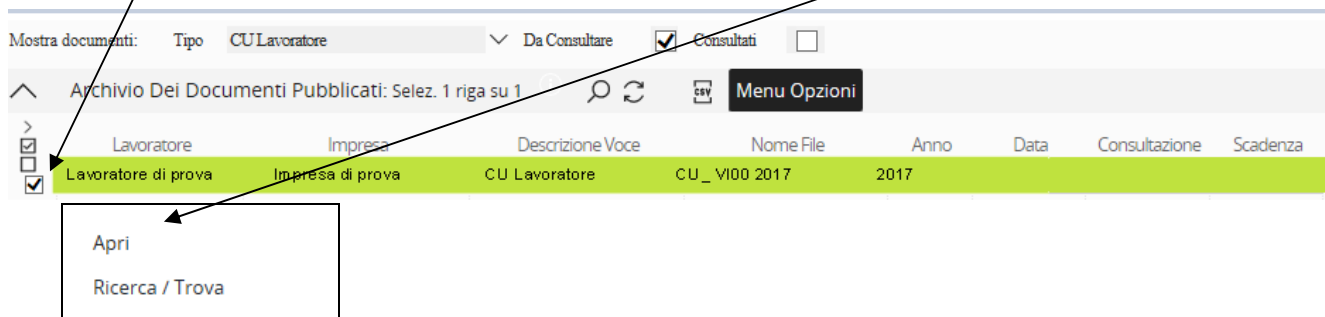 Mostra documenti: Tipo CU Lavoratore Da Consultare Consultati
Archivio Dei Documenti Pubblicati: Selez. 1 riga su 1 CSV Menu Opzioni
Lavoratore Impresa Descrizione Voce Nome File Anno Data Consultazione Scadenza
Lavoratore di prova Impresa di prova CU Lavoratore CU_ VI00 2017 2017
Apri
Ricerca / Trova